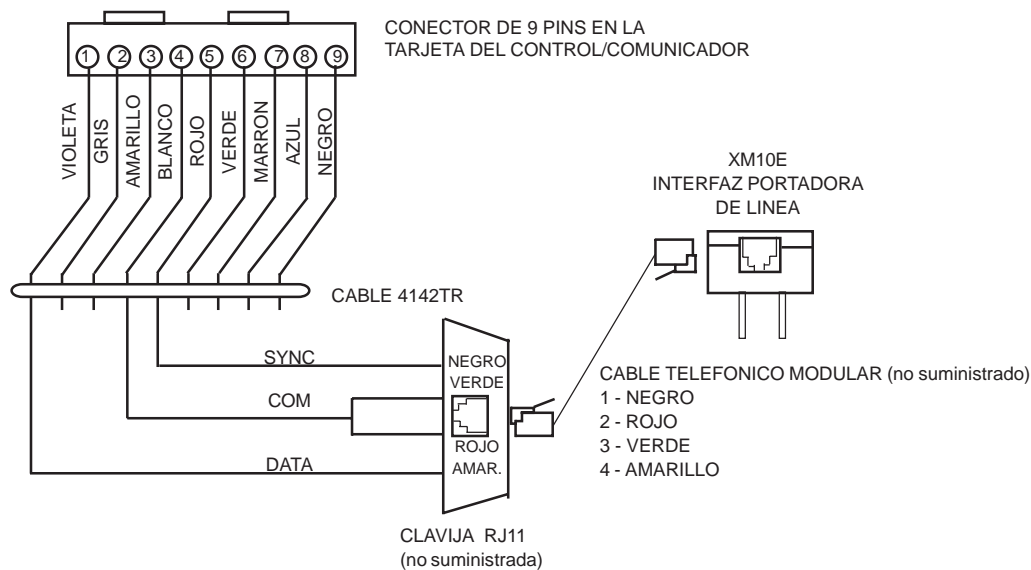 CONECTOR DE 9 PINS EN LA
TARJETA DEL CONTROL/COMUNICADOR
1 2 3 4 5 6 7 8 9
VIOLETA
GRIS
AMARILLO
BLANCO
ROJO
VERDE
MARRON
AZUL
NEGRO
XM10E
INTERFAZ PORTADORA
DE LINEA
CABLE 4142TR
SYNC
COM
DATA
NEGRO
VERDE
ROJO
AMAR.
CABLE TELEFONICO MODULAR (no suministrado)
1 - NEGRO
2 - ROJO
3 - VERDE
4 - AMARILLO
CLAVIJA RJ11
(no suministrada)